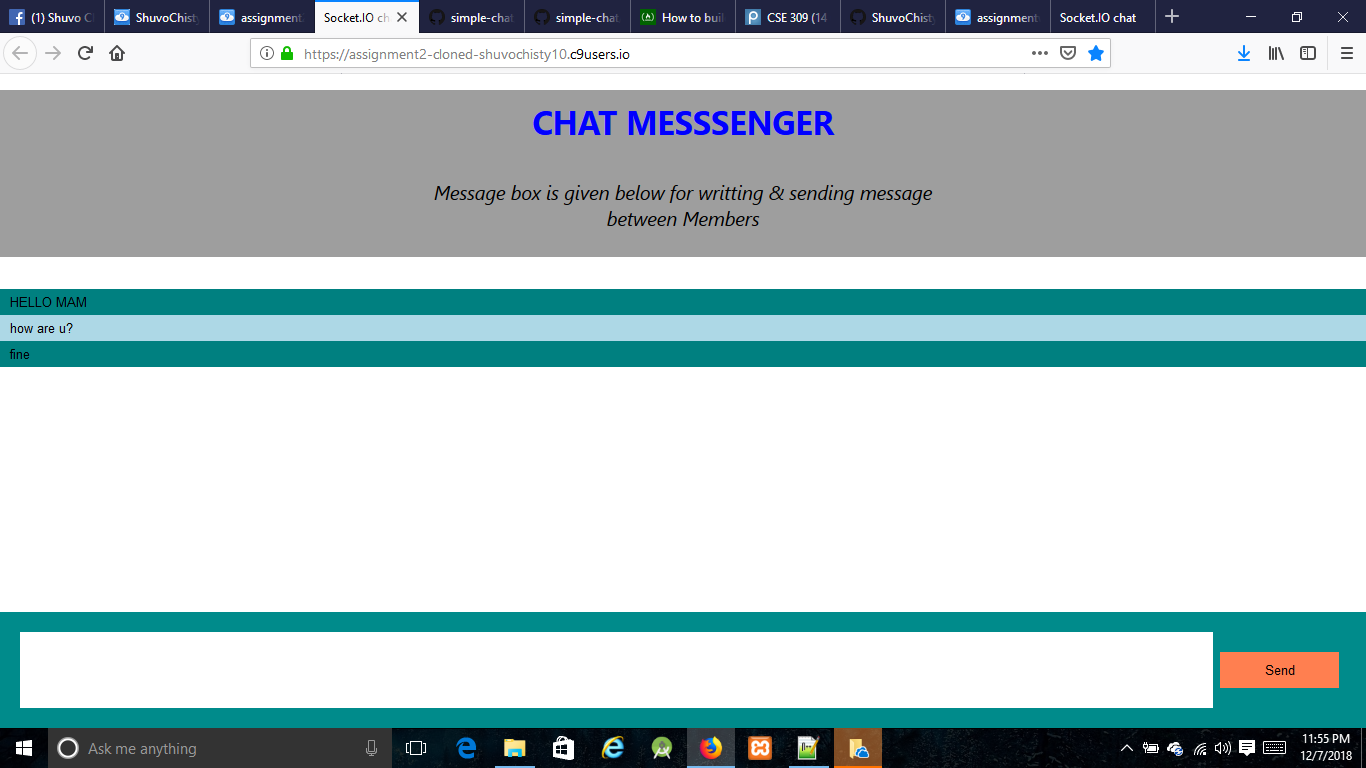 (1) Shuvo C
ShuvoChisty
assignment
Socket.IO ch
simple-chat
simple-chat
How to buil
CSE 309 (14
ShuvoChisty
assignment
Socket.IO chat
https://assignment2-cloned-shuvochisty10.c9users.io
CHAT MESSSENGER
Message box is given below for writting & sending message
between Members
HELLO MAM
how are u?
fine
Send
Ask me anything
11:55 PM
12/7/2018